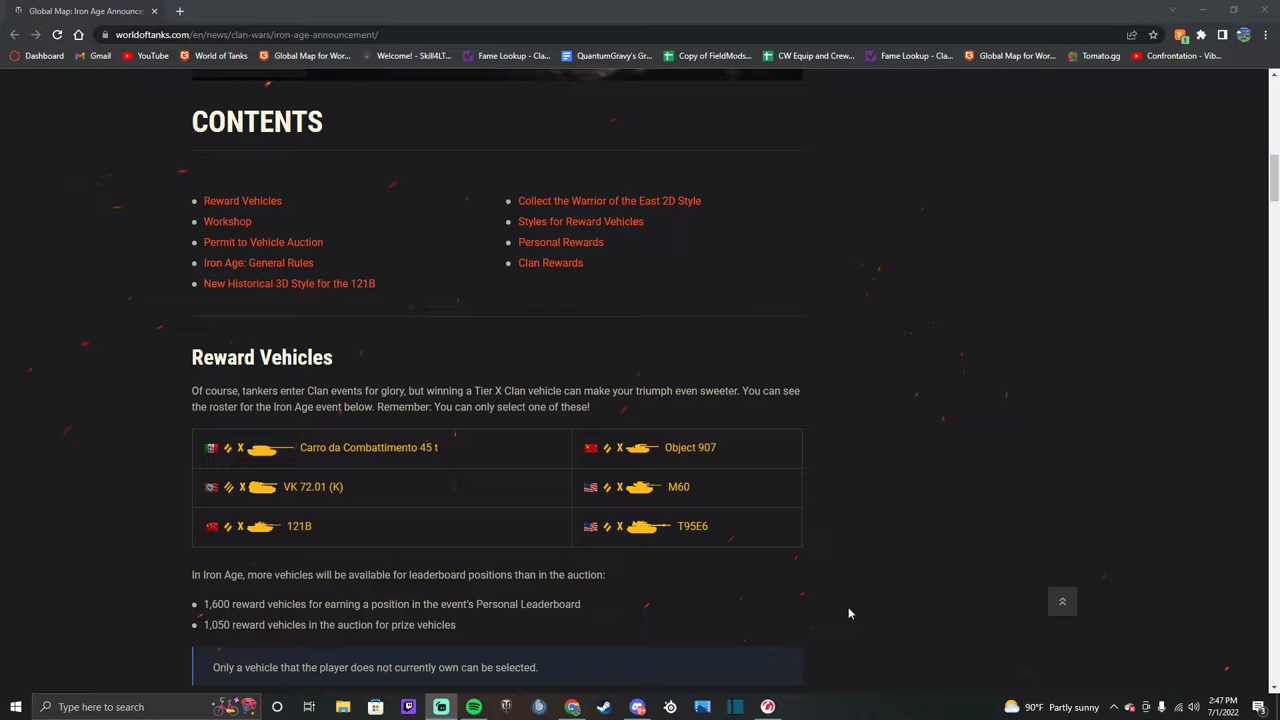 Global Map: Iron Age Announce
worldoftanks.com/en/news/clan-wars/iron-age-announcement/
Dashboard
Gmail
YouTube
World of Tanks
Global Map for Wor...
Welcome! - Skill4LT...
Fame Lookup - Cla...
QuantumGravy's Gr...
Copy of FieldMods...
CW Equip and Crew...
Fame Lookup - Cla...
Global Map for Wor...
Tomato.gg
Confrontation - Vib...
CONTENTS
Reward Vehicles
Workshop
Permit to Vehicle Auction
Iron Age: General Rules
New Historical 3D Style for the 121B
Collect the Warrior of the East 2D Style
Styles for Reward Vehicles
Personal Rewards
Clan Rewards
Reward Vehicles
Of course, tankers enter Clan events for glory, but winning a Tier X Clan vehicle can make your triumph even sweeter. You can see
the roster for the Iron Age event below. Remember: You can only select one of these!
X Carro da Combattimento 45 t
X Object 907
X VK 72.01 (K)
X M60
X 121B
X T95E6
In Iron Age, more vehicles will be available for leaderboard positions than in the auction:
1,600 reward vehicles for earning a position in the event's Personal Leaderboard
1,050 reward vehicles in the auction for prize vehicles
Only a vehicle that the player does not currently own can be selected.
Type here to search
90°F Partly sunny
2:47 PM
7/1/2022